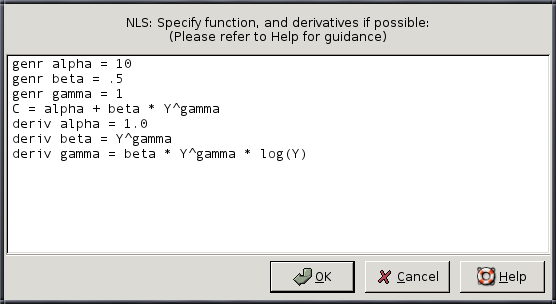 NLS: Specify function, and derivatives if possible:
(Please refer to Help for guidance)
genr alpha = 10
genr beta = .5
genr gamma = 1
C = alpha + beta * Y^gamma
deriv alpha = 1.0
deriv beta = Y^gamma
deriv gamma = beta * Y^gamma * log(Y)
OK Cancel Help